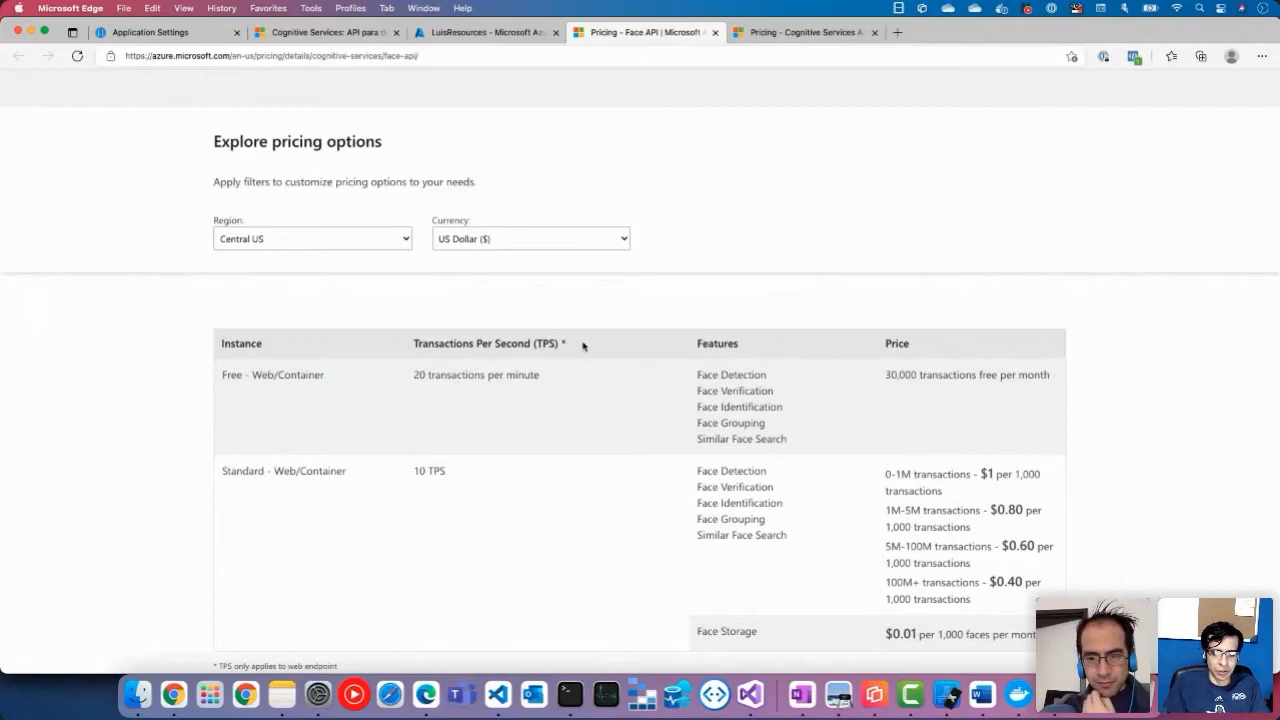 Microsoft Edge File Edit View History Favorites Tools Profiles Tab Window Help
Application Settings
Cognitive Services: API para d
LuisResources - Microsoft Azu
Pricing - Face API | Microsoft A
Pricing - Cognitive Services A
https://azure.microsoft.com/en-us/pricing/details/cognitive-services/face-api/
Explore pricing options
Apply filters to customize pricing options to your needs.
Region: Currency:
Central US US Dollar ($)
Instance Transactions Per Second (TPS) * Features Price
Free - Web/Container 20 transactions per minute Face Detection 30,000 transactions free per month
Face Verification
Face Identification
Face Grouping
Similar Face Search
Standard - Web/Container 10 TPS Face Detection 0-1M transactions - $1 per 1,000
Face Verification transactions
Face Identification 1M-5M transactions - $0.80 per
Face Grouping 1,000 transactions
Similar Face Search 5M-100M transactions - $0.60 per
1,000 transactions
100M+ transactions - $0.40 per
1,000 transactions
Face Storage $0.01 per 1,000 faces per mont
* TPS only applies to web endpoint